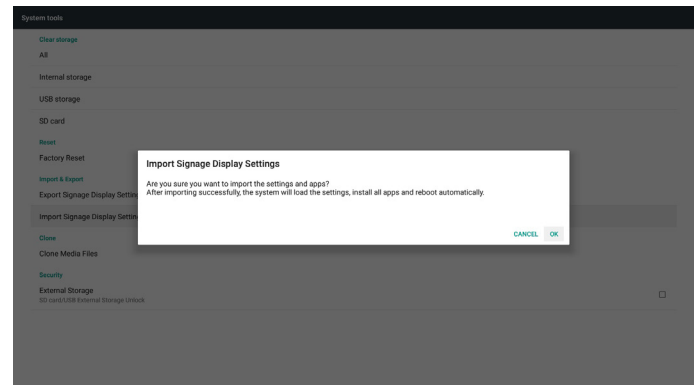 System tools
Clear storage
All
Internal storage
USB storage
SD card
Reset
Factory Reset
Import & Export
Export Signage Display Setting
Import Signage Display Settin
Clone
Clone Media Files
Security
External Storage
SD card/USB External Storage Unlock
Import Signage Display Settings
Are you sure you want to import the settings and apps?
After importing successfully, the system will load the settings, install all apps and reboot automatically.
CANCEL OK